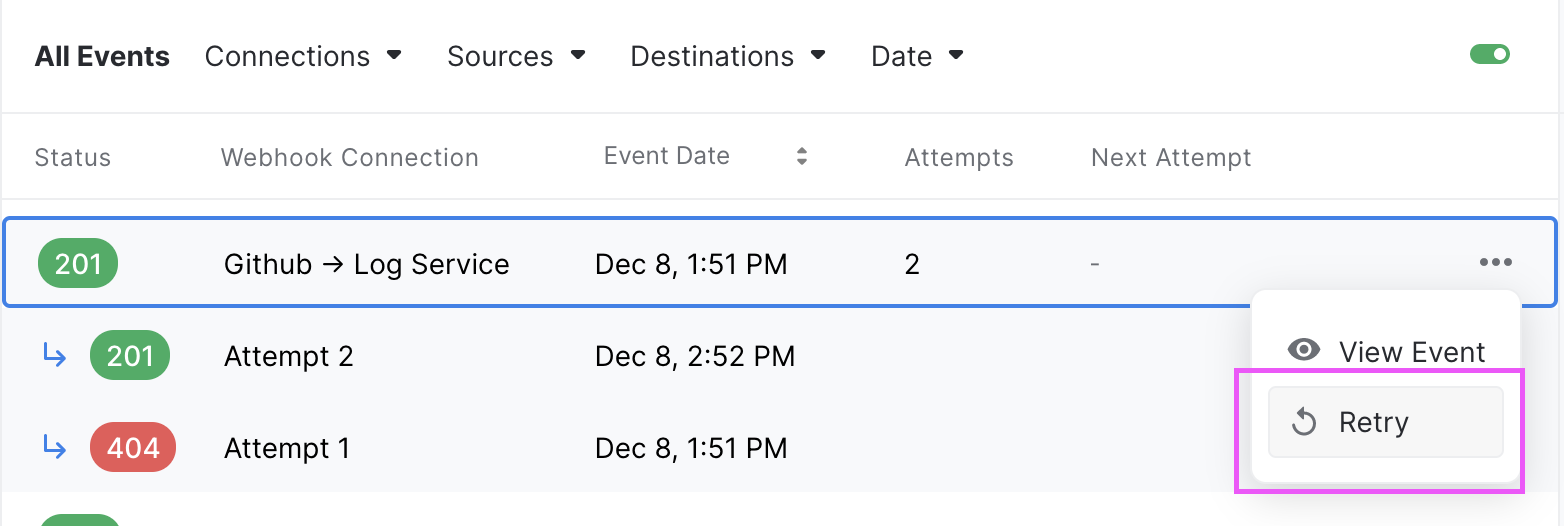 All Events Connections Sources Destinations Date
Status Webhook Connection Event Date Attempts Next Attempt
201 Github → Log Service Dec 8, 1:51 PM 2 -
201 Attempt 2 Dec 8, 2:52 PM
View Event
Retry
404 Attempt 1 Dec 8, 1:51 PM